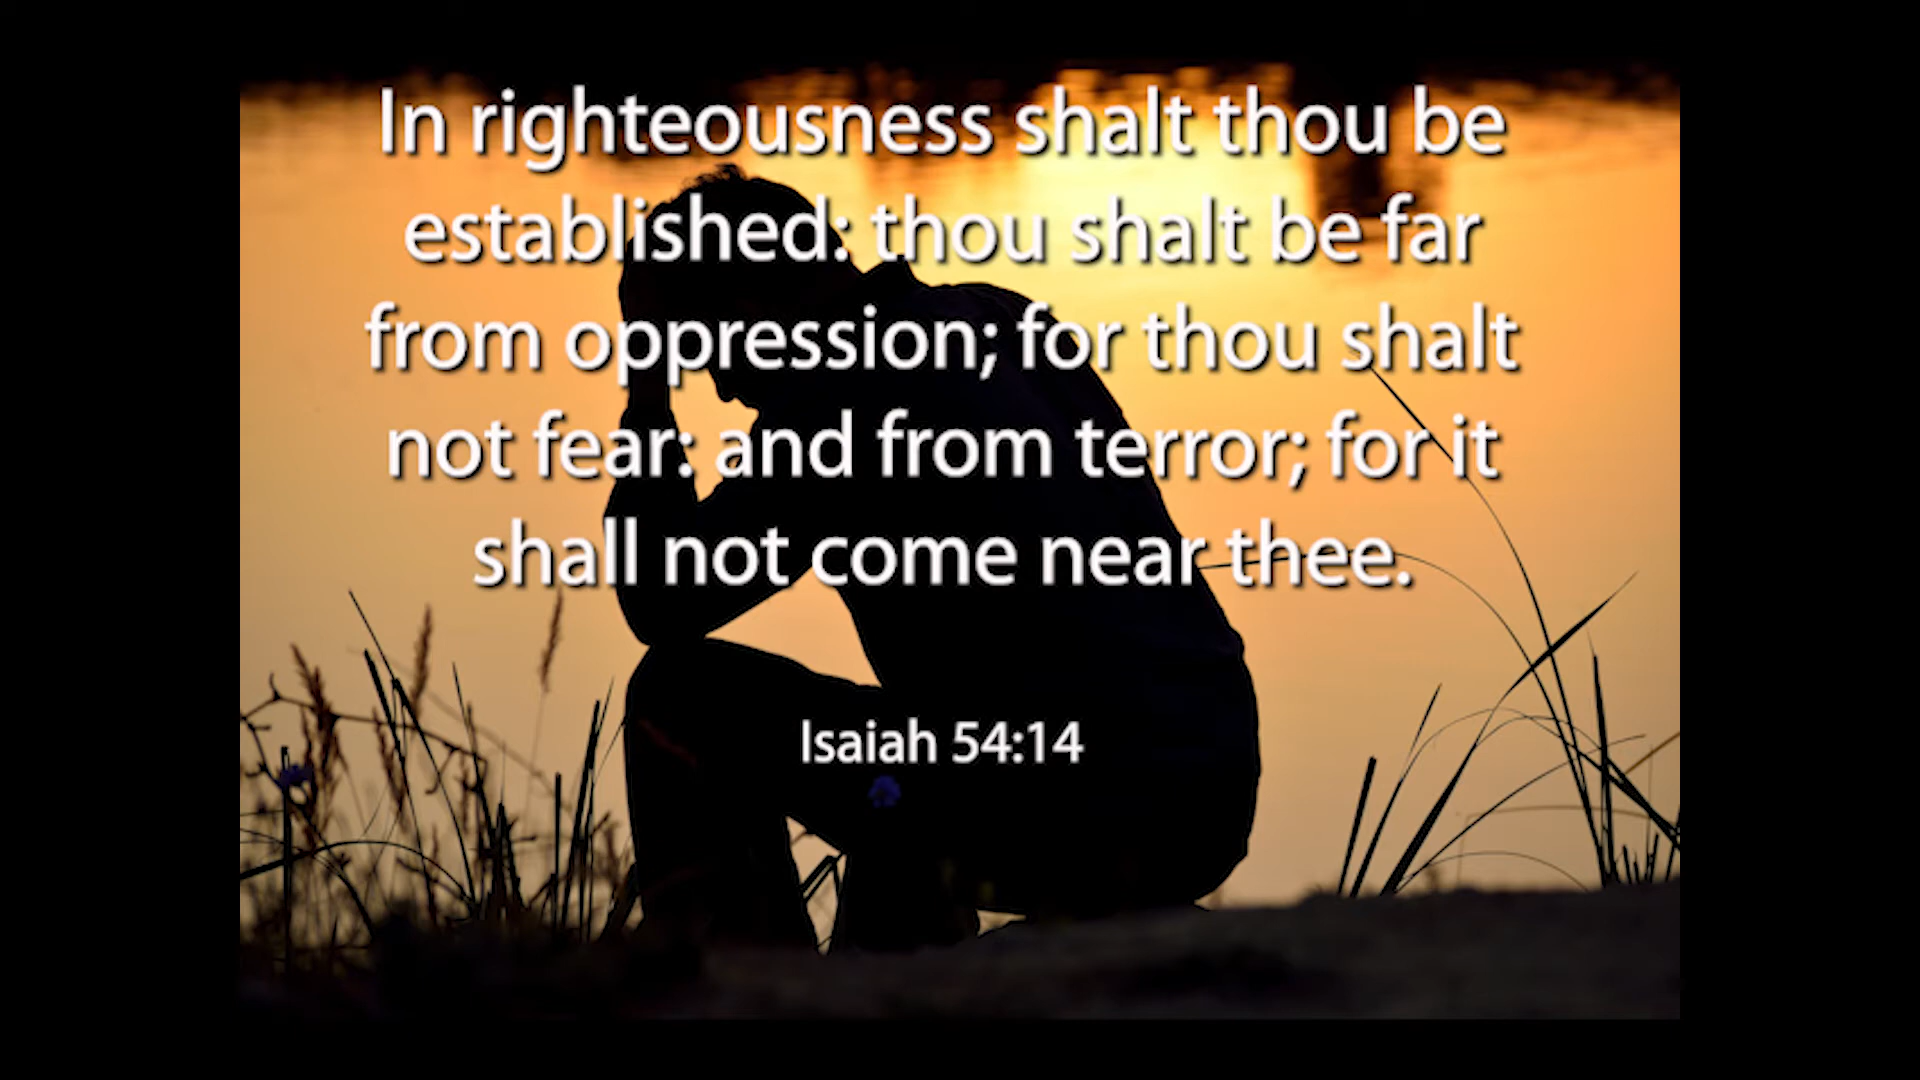 In righteousness shalt thou be
established: thou shalt be far
from oppression; for thou shalt
not fear: and from terror; for it
shall not come near thee.
Isaiah 54:14